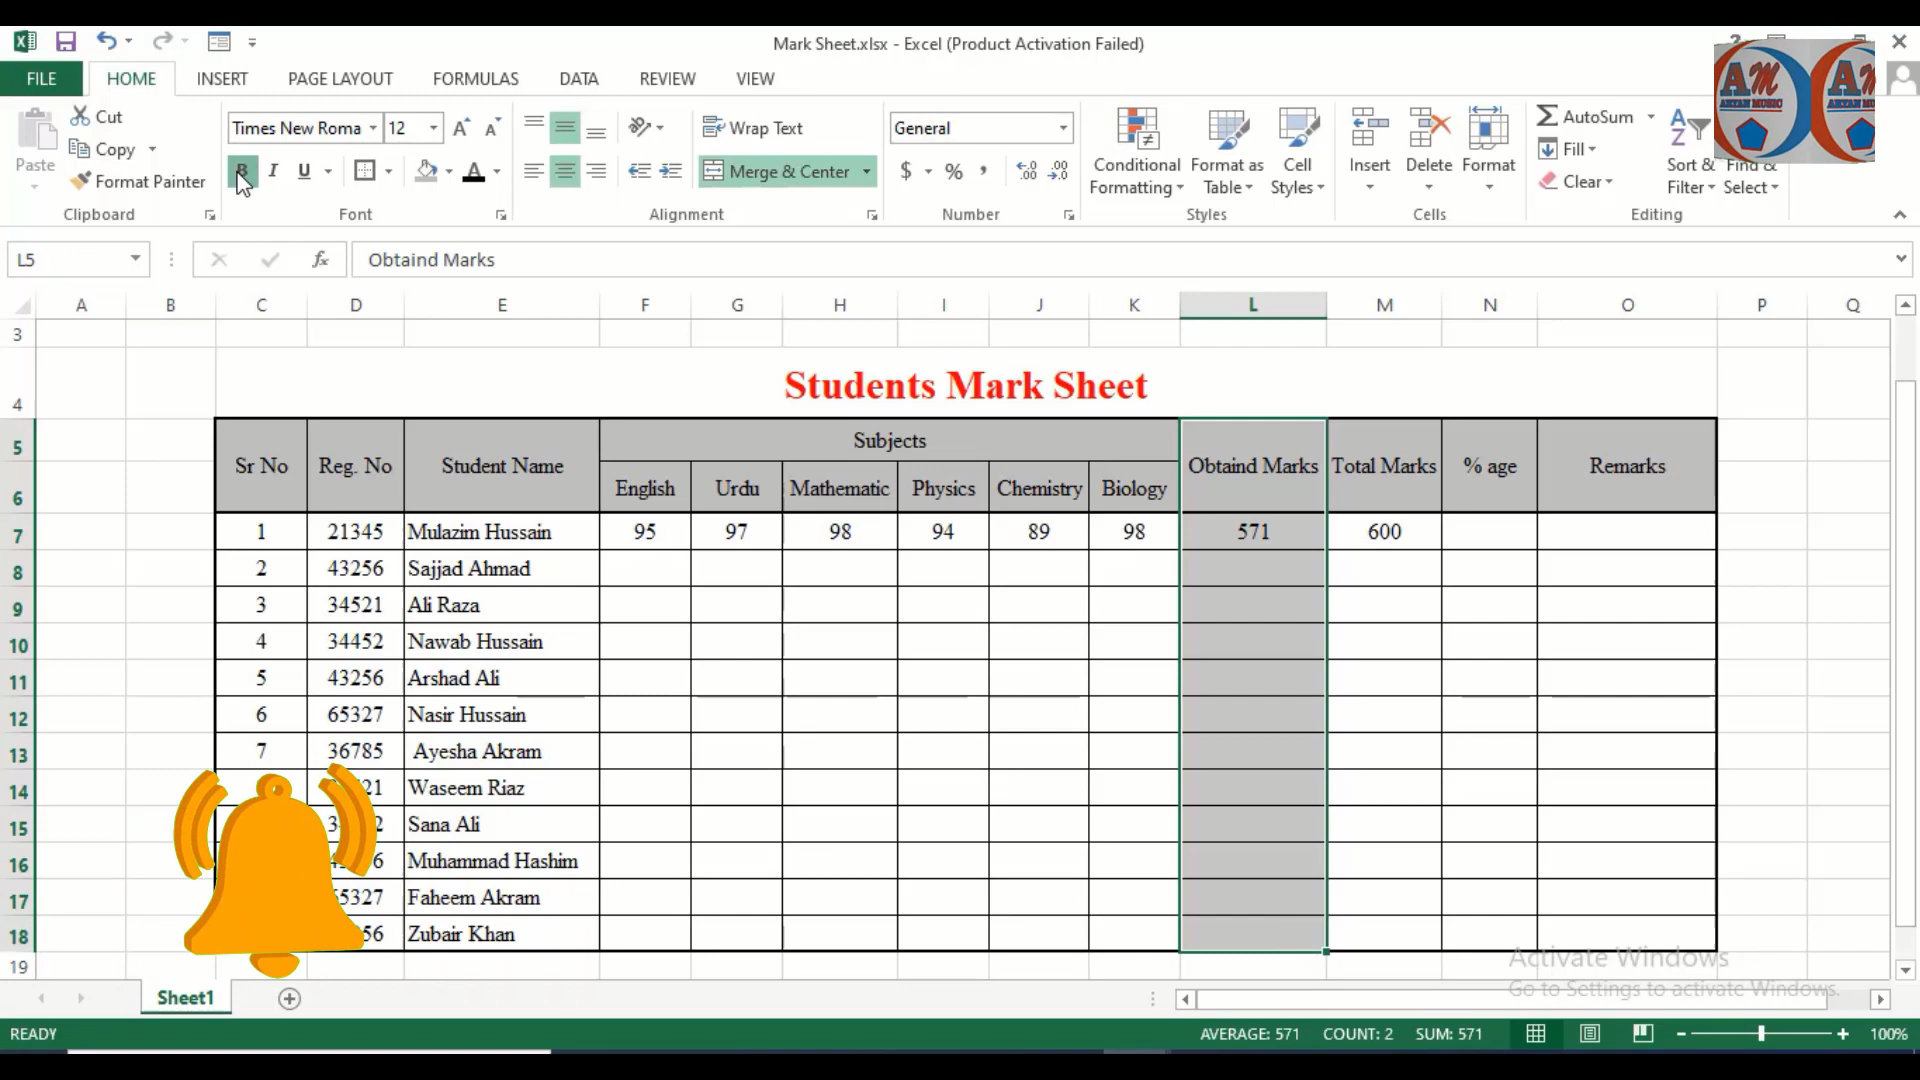 Mark Sheet.xlsx - Excel (Product Activation Failed)
FILE HOME INSERT PAGE LAYOUT FORMULAS DATA REVIEW VIEW
Paste
Cut
Copy
Format Painter
Clipboard
Times New Roma 12
B I U
Font
Wrap Text
Merge & Center
Alignment
General
$ % ,
Number
Conditional Formatting
Format as Table
Cell Styles
Styles
Insert
Delete
Format
Cells
AutoSum
Fill
Clear
Sort & Filter
Find & Select
Editing
AM
AM
L5 fx Obtaind Marks
A B C D E F G H I J K L M N O P Q
3
4 Students Mark Sheet
5 Sr No Reg. No Student Name Subjects Obtaind Marks Total Marks % age Remarks
6 English Urdu Mathematic Physics Chemistry Biology
7 1 21345 Mulazim Hussain 95 97 98 94 89 98 571 600
8 2 43256 Sajjad Ahmad
9 3 34521 Ali Raza
10 4 34452 Nawab Hussain
11 5 43256 Arshad Ali
12 6 65327 Nasir Hussain
13 7 36785 Ayesha Akram
14 21 Waseem Riaz
15 Sana Ali
16 6 Muhammad Hashim
17 5327 Faheem Akram
18 56 Zubair Khan
19
Activate Windows
Go to Settings to activate Windows.
Sheet1
READY AVERAGE: 571 COUNT: 2 SUM: 571 100%